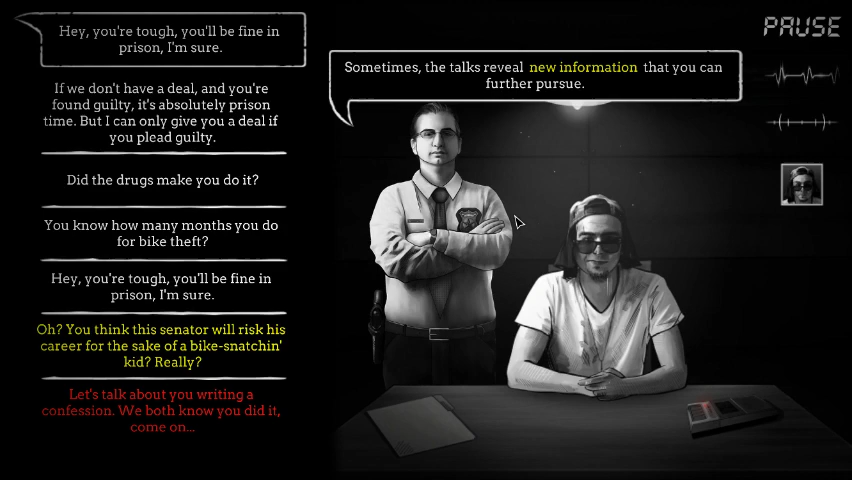 Hey, you're tough, you'll be fine in
prison, I'm sure.
If we don't have a deal, and you're
found guilty, it's absolutely prison
time. But I can only give you a deal if
you plead guilty.
Did the drugs make you do it?
You know how many months you do
for bike theft?
Hey, you're tough, you'll be fine in
prison, I'm sure.
Oh? You think this senator will risk his
career for the sake of a bike-snatchin'
kid? Really?
Let's talk about you writing a
confession. We both know you did it,
come on...
Sometimes, the talks reveal new information that you can
further pursue.
PAUSE